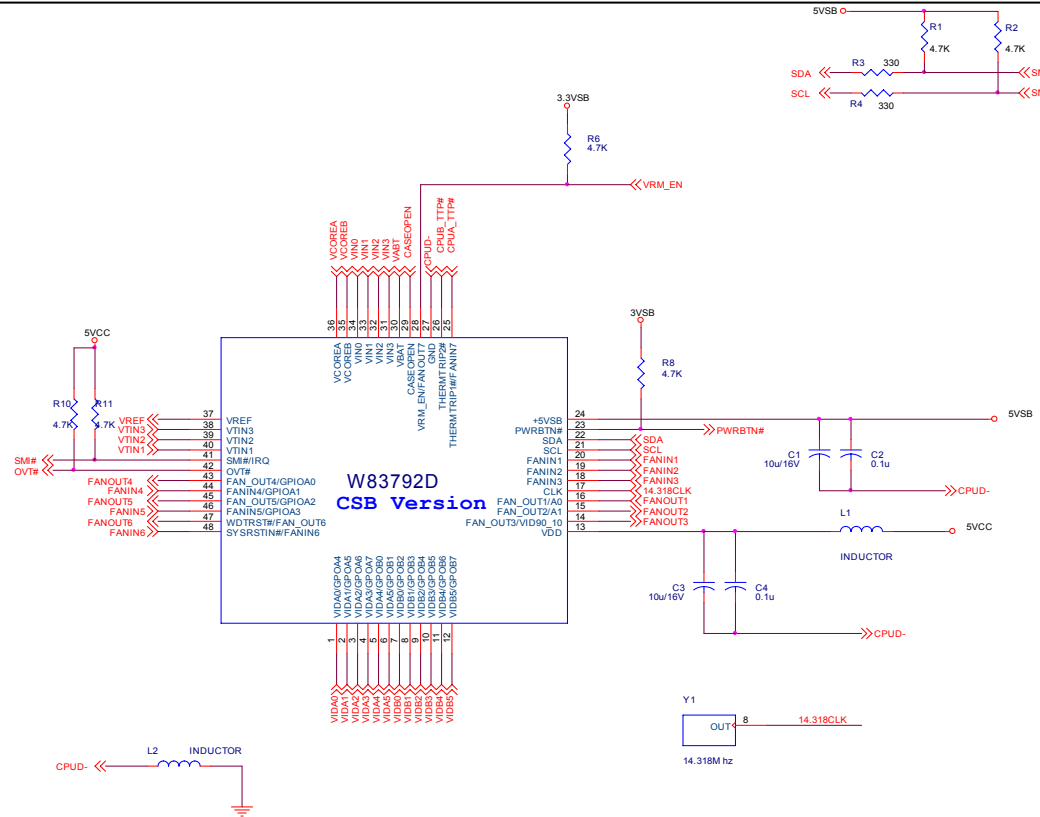 5VSB
R1
4.7K
R2
4.7K
R3 330
SDA
SCL
R4 330
3.3VSB
R6
4.7K
VRM_EN
VCOREA
VCOREB
VIN0
VIN1
VIN2
VIN3
VABT
CASEOPEN
CPUD-
CPUB_TTP#
CPUA_TTP#
36
35
34
33
32
31
30
29
28
27
26
25
VCOREA
VCOREB
VIN0
VIN1
VIN2
VIN3
VBAT
CASEOPEN
VRM_EN/FANOUT7
GND
THERMTRIP2#
THERMTRIP1#/FANIN7
5VCC
R10
4.7K
R11
4.7K
3VSB
R8
4.7K
VREF 37 VREF
VTIN3 38 VTIN3
VTIN2 39 VTIN2
VTIN1 40 VTIN1
SMI# 41 SMI#/IRQ
OVT# 42 OVT#
FANOUT4 43 FAN_OUT4/GPIOA0
FANIN4 44 FANIN4/GPIOA1
FANOUT5 45 FAN_OUT5/GPIOA2
FANIN5 46 FANIN5/GPIOA3
FANOUT6 47 WDTRST#/FAN_OUT6
FANIN6 48 SYSRSTIN#/FANIN6
W83792D
CSB Version
+5VSB 24 5VSB
PWRBTN# 23 PWRBTN#
SDA 22 SDA
SCL 21 SCL
FANIN1 20 FANIN1
FANIN2 19 FANIN2
FANIN3 18 FANIN3
CLK 17 14.318CLK
FAN_OUT1/A0 16 FANOUT1
FAN_OUT2/A1 15 FANOUT2
FAN_OUT3/VID90_10 14 FANOUT3
VDD 13
C1
10u/16V
C2
0.1u
CPUD-
L1
5VCC
INDUCTOR
C3
10u/16V
C4
0.1u
CPUD-
VIDA0/GPOA4
VIDA1/GPOA5
VIDA2/GPOA6
VIDA3/GPOA7
VIDA4/GPOB0
VIDA5/GPOB1
VIDB0/GPOB2
VIDB1/GPOB3
VIDB2/GPOB4
VIDB3/GPOB5
VIDB4/GPOB6
VIDB5/GPOB7
1
2
3
4
5
6
7
8
9
10
11
12
VIDA0
VIDA1
VIDA2
VIDA3
VIDA4
VIDA5
VIDB0
VIDB1
VIDB2
VIDB3
VIDB4
VIDB5
Y1
OUT 8 14.318CLK
14.318Mhz
L2 INDUCTOR
CPUD-